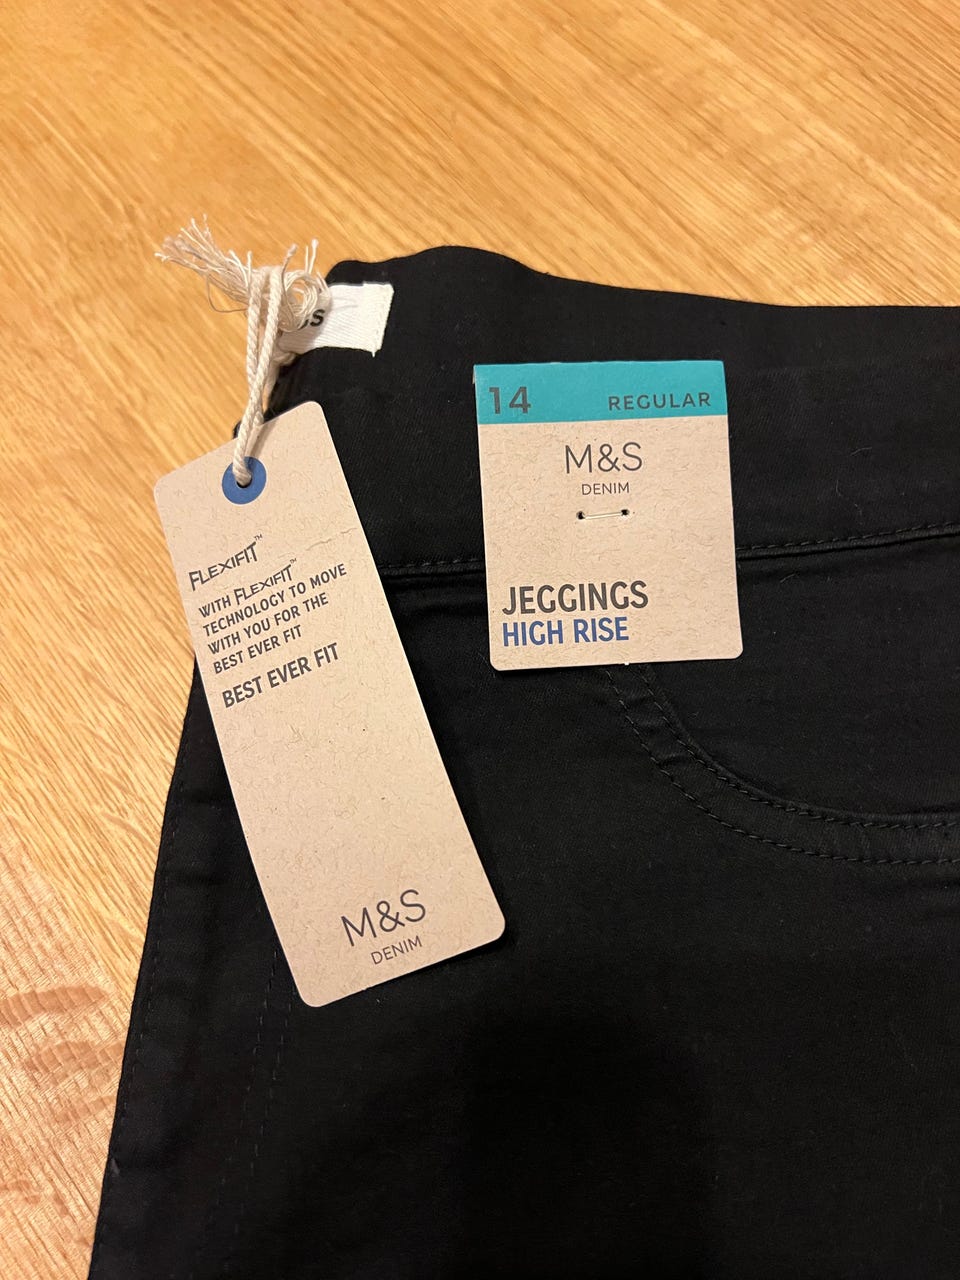 FLEXIFIT™
WITH FLEXIFIT™
TECHNOLOGY TO MOVE
WITH YOU FOR THE
BEST EVER FIT
BEST EVER FIT
M&S
DENIM
14 REGULAR
M&S
DENIM
JEGGINGS
HIGH RISE